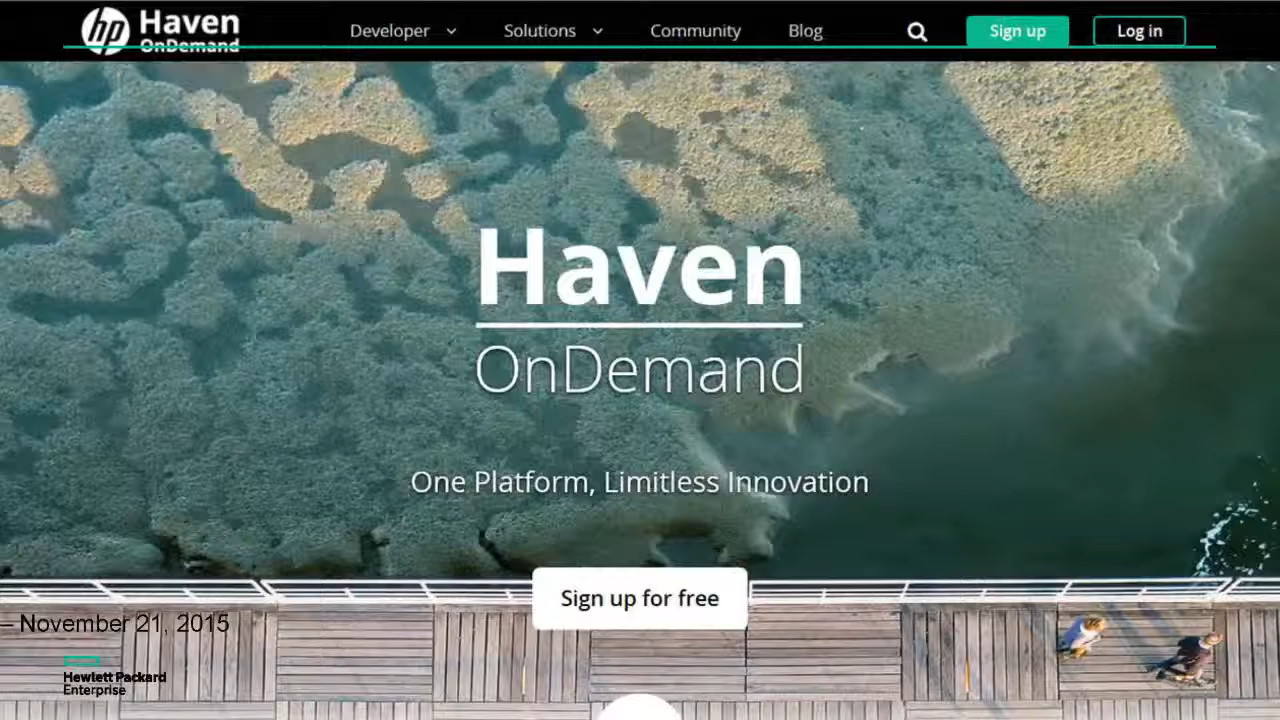 hp Haven
OnDemand
Developer
Solutions
Community
Blog
Sign up
Log in
Haven
OnDemand
One Platform, Limitless Innovation
Sign up for free
– November 21, 2015
Hewlett Packard
Enterprise